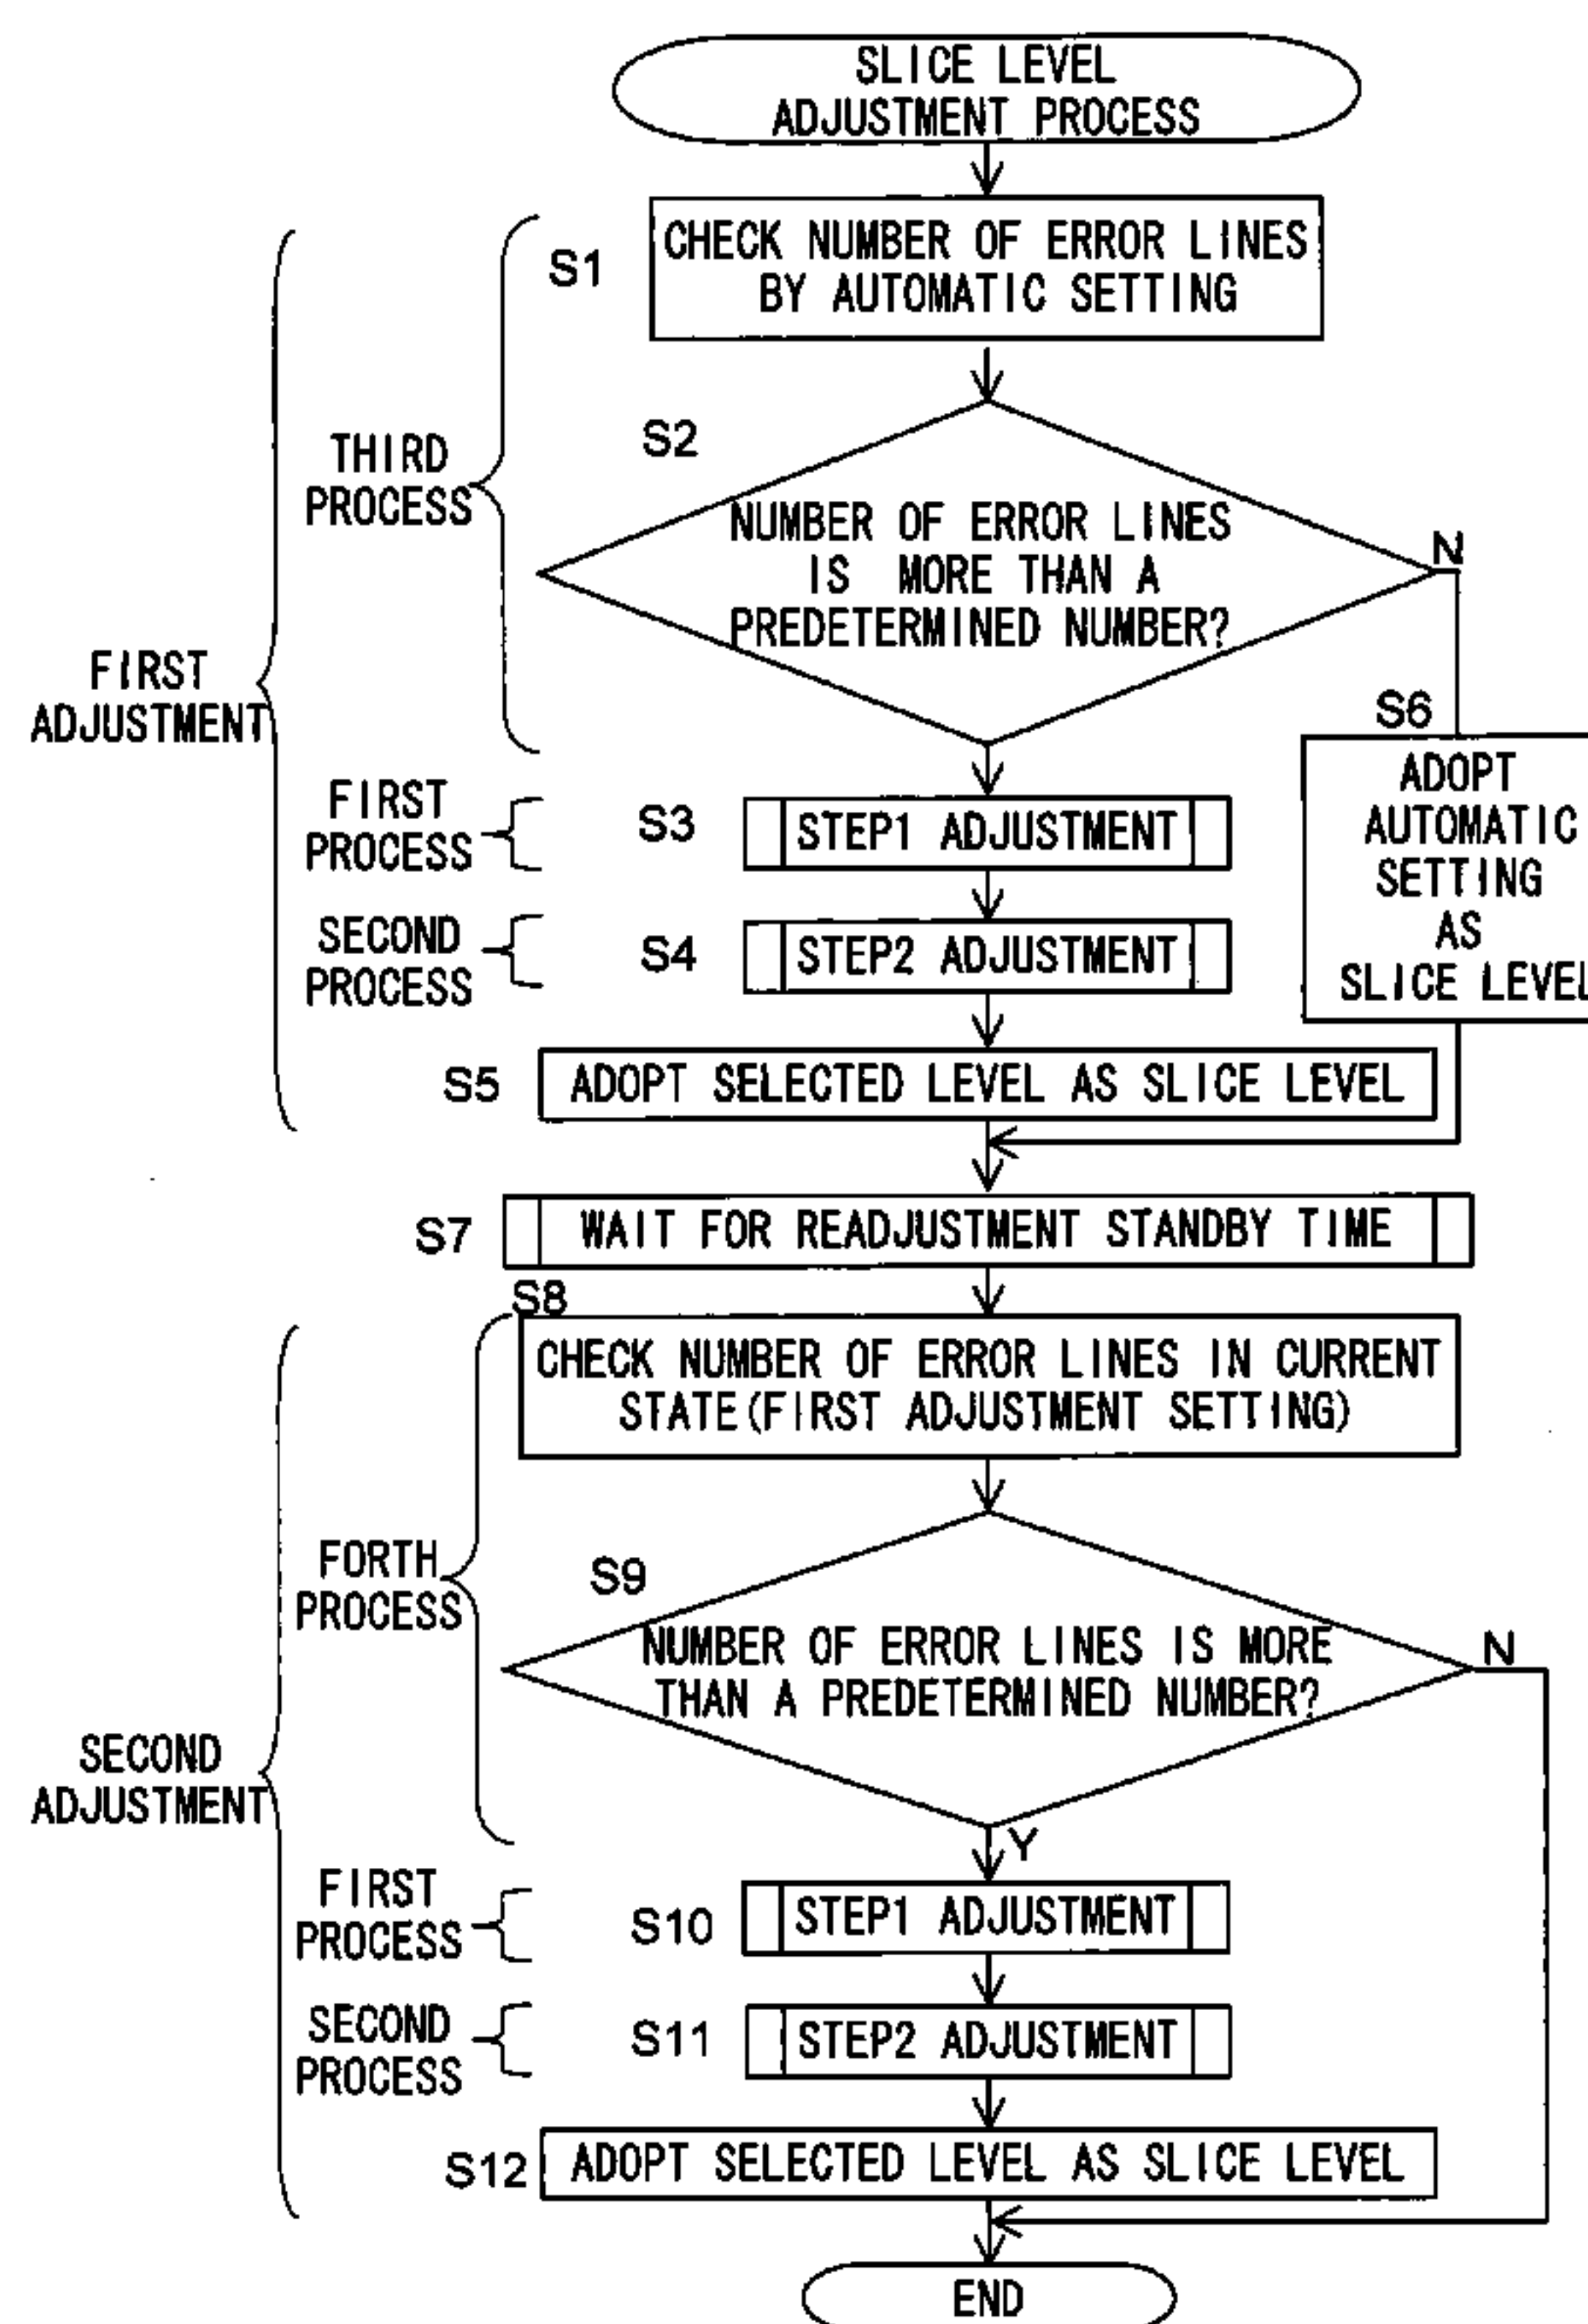 SLICE LEVEL
ADJUSTMENT PROCESS
S1
CHECK NUMBER OF ERROR LINES
BY AUTOMATIC SETTING
THIRD
PROCESS
S2
NUMBER OF ERROR LINES
IS MORE THAN A
PREDETERMINED NUMBER?
N
FIRST
ADJUSTMENT
S6
ADOPT
AUTOMATIC
SETTING
AS
SLICE LEVEL
FIRST
PROCESS
S3
STEP1 ADJUSTMENT
SECOND
PROCESS
S4
STEP2 ADJUSTMENT
S5
ADOPT SELECTED LEVEL AS SLICE LEVEL
S7
WAIT FOR READJUSTMENT STANDBY TIME
S8
CHECK NUMBER OF ERROR LINES IN CURRENT
STATE(FIRST ADJUSTMENT SETTING)
FORTH
PROCESS
S9
NUMBER OF ERROR LINES IS MORE
THAN A PREDETERMINED NUMBER?
N
SECOND
ADJUSTMENT
Y
FIRST
PROCESS
S10
STEP1 ADJUSTMENT
SECOND
PROCESS
S11
STEP2 ADJUSTMENT
S12
ADOPT SELECTED LEVEL AS SLICE LEVEL
END